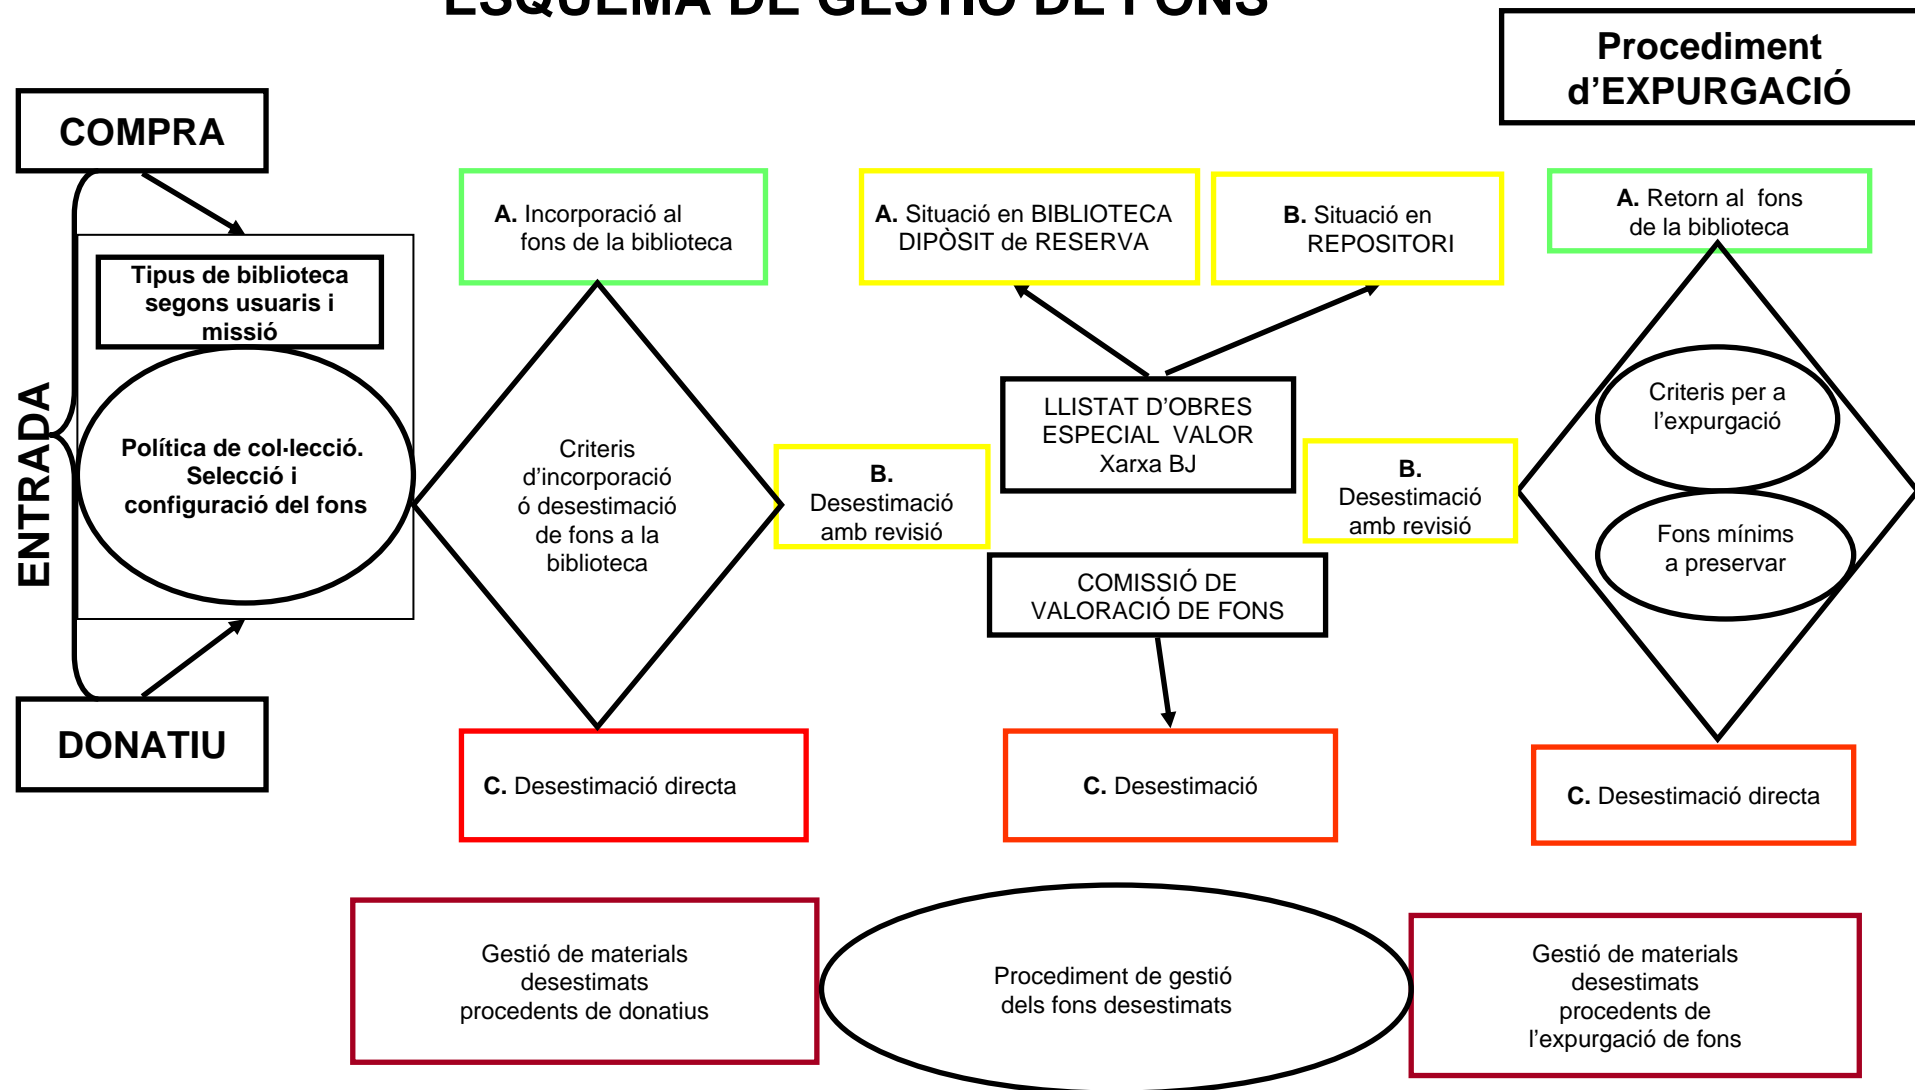 ESQUEMA DE GESTIÓ DE FONS
Procediment
d'EXPURGACIÓ
COMPRA
ENTRADA
DONATIU
Tipus de biblioteca
segons usuaris i
missió
Política de col·lecció.
Selecció i
configuració del fons
A. Incorporació al
fons de la biblioteca
Criteris
d'incorporació
ó desestimació
de fons a la
biblioteca
B.
Desestimació
amb revisió
C. Desestimació directa
A. Situació en BIBLIOTECA
DIPÒSIT de RESERVA
B. Situació en
REPOSITORI
LLISTAT D'OBRES
ESPECIAL VALOR
Xarxa BJ
COMISSIÓ DE
VALORACIÓ DE FONS
C. Desestimació
B.
Desestimació
amb revisió
A. Retorn al fons
de la biblioteca
Criteris per a
l'expurgació
Fons mínims
a preservar
C. Desestimació directa
Gestió de materials
desestimats
procedents de donatius
Procediment de gestió
dels fons desestimats
Gestió de materials
desestimats
procedents de
l'expurgació de fons